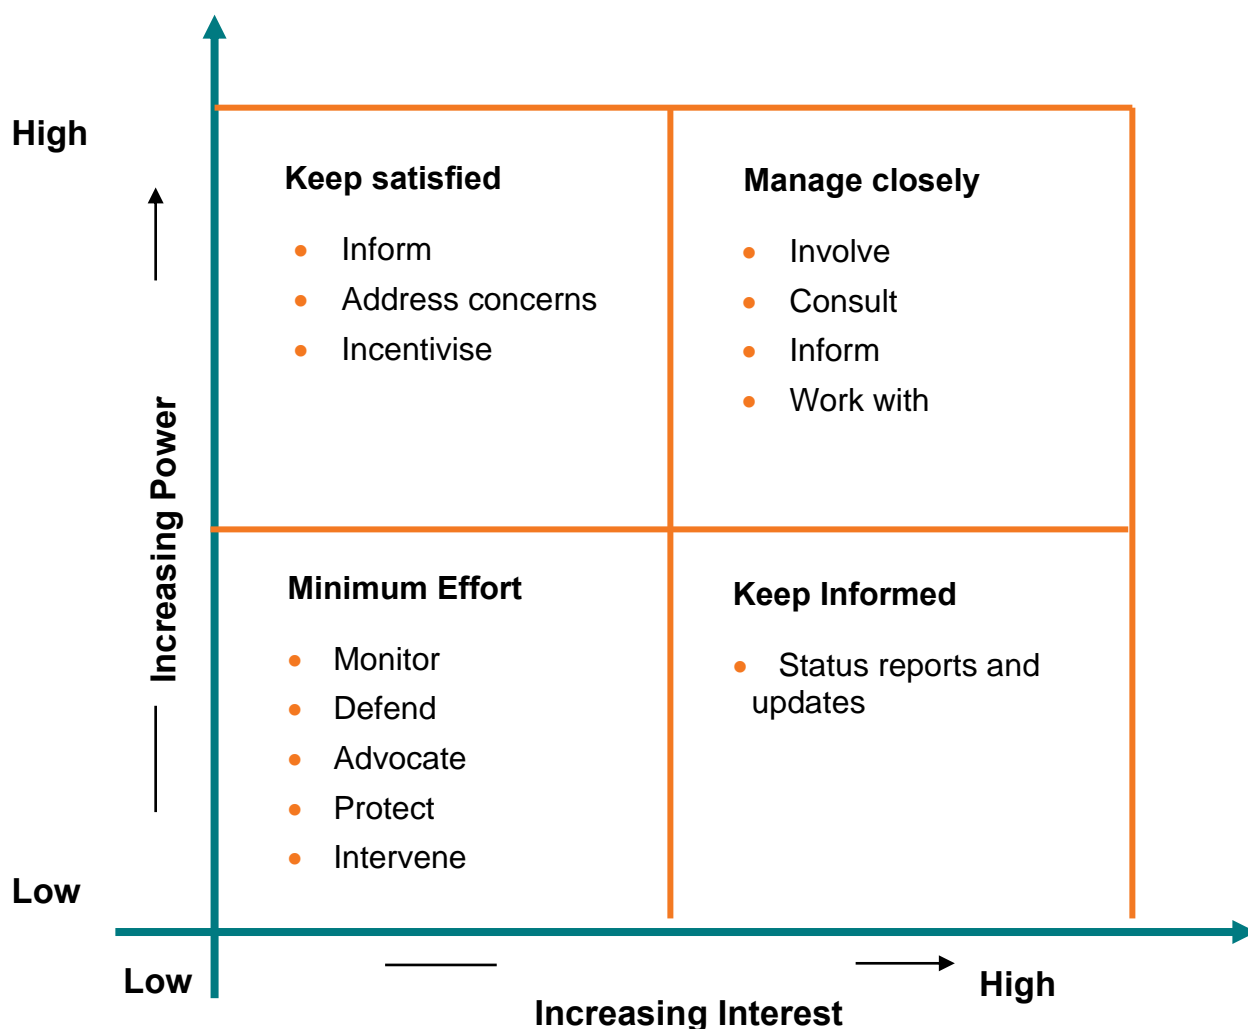 High
Keep satisfied
• Inform
• Address concerns
• Incentivise
Manage closely
• Involve
• Consult
• Inform
• Work with
Increasing Power
Minimum Effort
• Monitor
• Defend
• Advocate
• Protect
• Intervene
Keep Informed
• Status reports and
updates
Low
Low
High
Increasing Interest